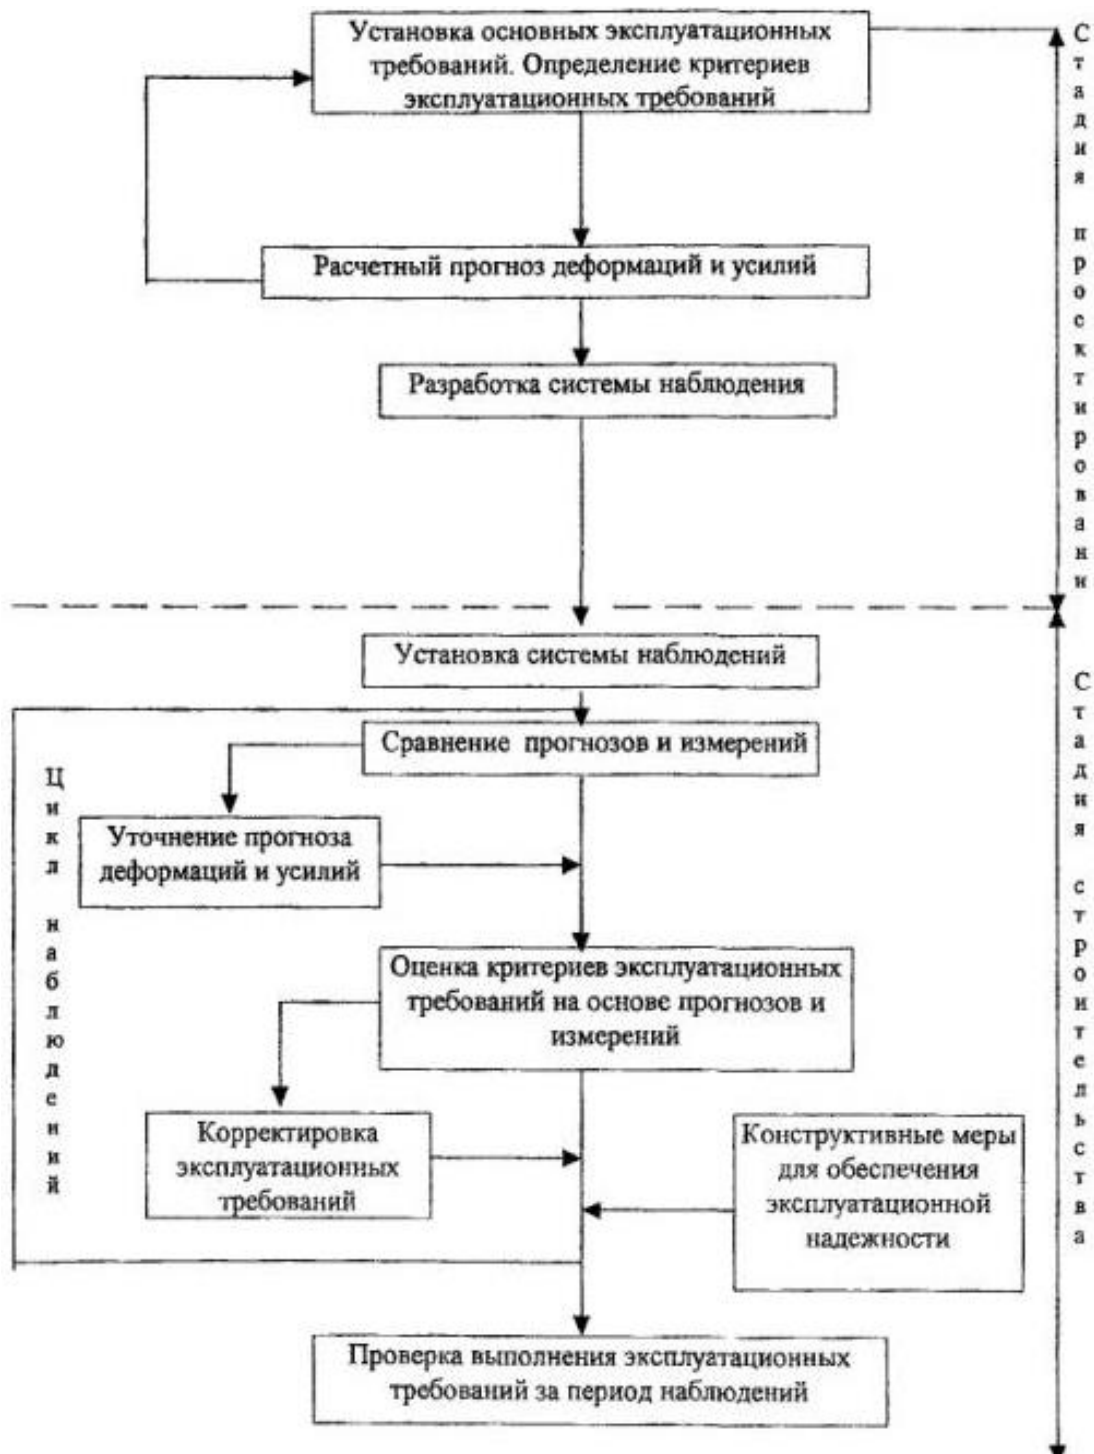 Установка основных эксплуатационных
требований. Определение критериев
эксплуатационных требований
Расчетный прогноз деформаций и усилий
Разработка системы наблюдения
Стадия проектировани
Установка системы наблюдений
Сравнение прогнозов и измерений
Уточнение прогноза
деформаций и усилий
Оценка критериев эксплуатационных
требований на основе прогнозов и
измерений
Корректировка
эксплуатационных
требований
Конструктивные меры
для обеспечения
эксплуатационной
надежности
Проверка выполнения эксплуатационных
требований за период наблюдений
Цикл наблюдений
Стадия строительства